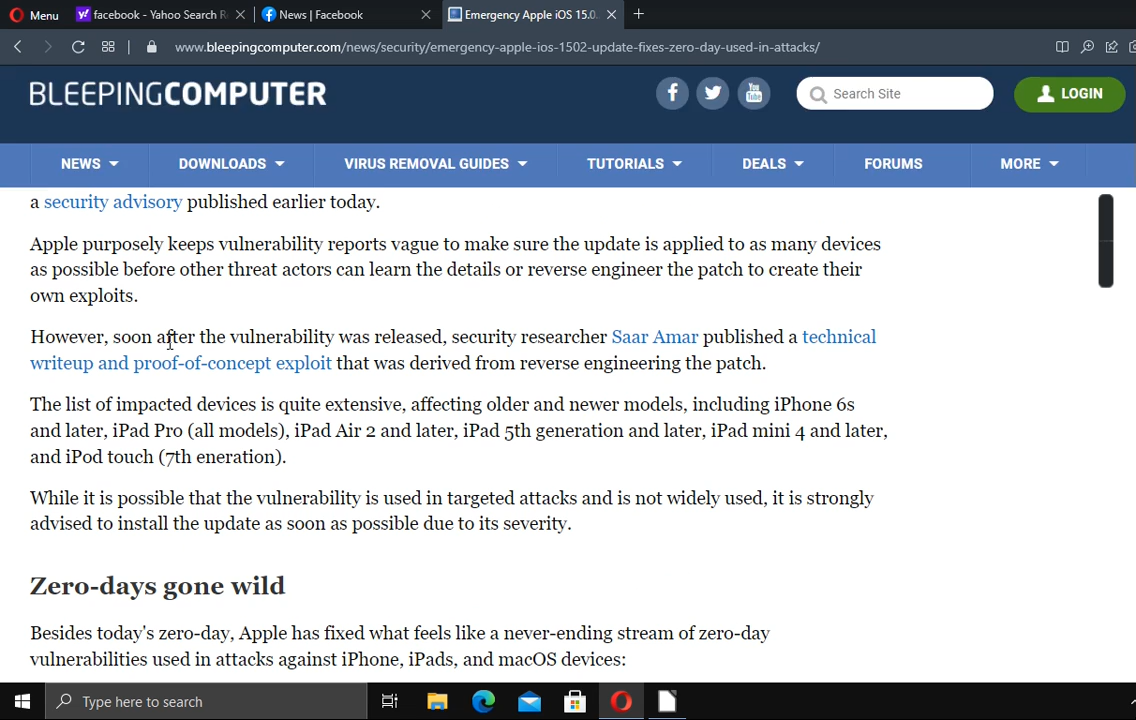 Menu facebook - Yahoo Search R News | Facebook Emergency Apple iOS 15.0.
www.bleepingcomputer.com/news/security/emergency-apple-ios-1502-update-fixes-zero-day-used-in-attacks/
BLEEPINGCOMPUTER Search Site LOGIN
NEWS DOWNLOADS VIRUS REMOVAL GUIDES TUTORIALS DEALS FORUMS MORE
a security advisory published earlier today.
Apple purposely keeps vulnerability reports vague to make sure the update is applied to as many devices
as possible before other threat actors can learn the details or reverse engineer the patch to create their
own exploits.
However, soon after the vulnerability was released, security researcher Saar Amar published a technical
writeup and proof-of-concept exploit that was derived from reverse engineering the patch.
The list of impacted devices is quite extensive, affecting older and newer models, including iPhone 6s
and later, iPad Pro (all models), iPad Air 2 and later, iPad 5th generation and later, iPad mini 4 and later,
and iPod touch (7th eneration).
While it is possible that the vulnerability is used in targeted attacks and is not widely used, it is strongly
advised to install the update as soon as possible due to its severity.
Zero-days gone wild
Besides today's zero-day, Apple has fixed what feels like a never-ending stream of zero-day
vulnerabilities used in attacks against iPhone, iPads, and macOS devices:
Type here to search